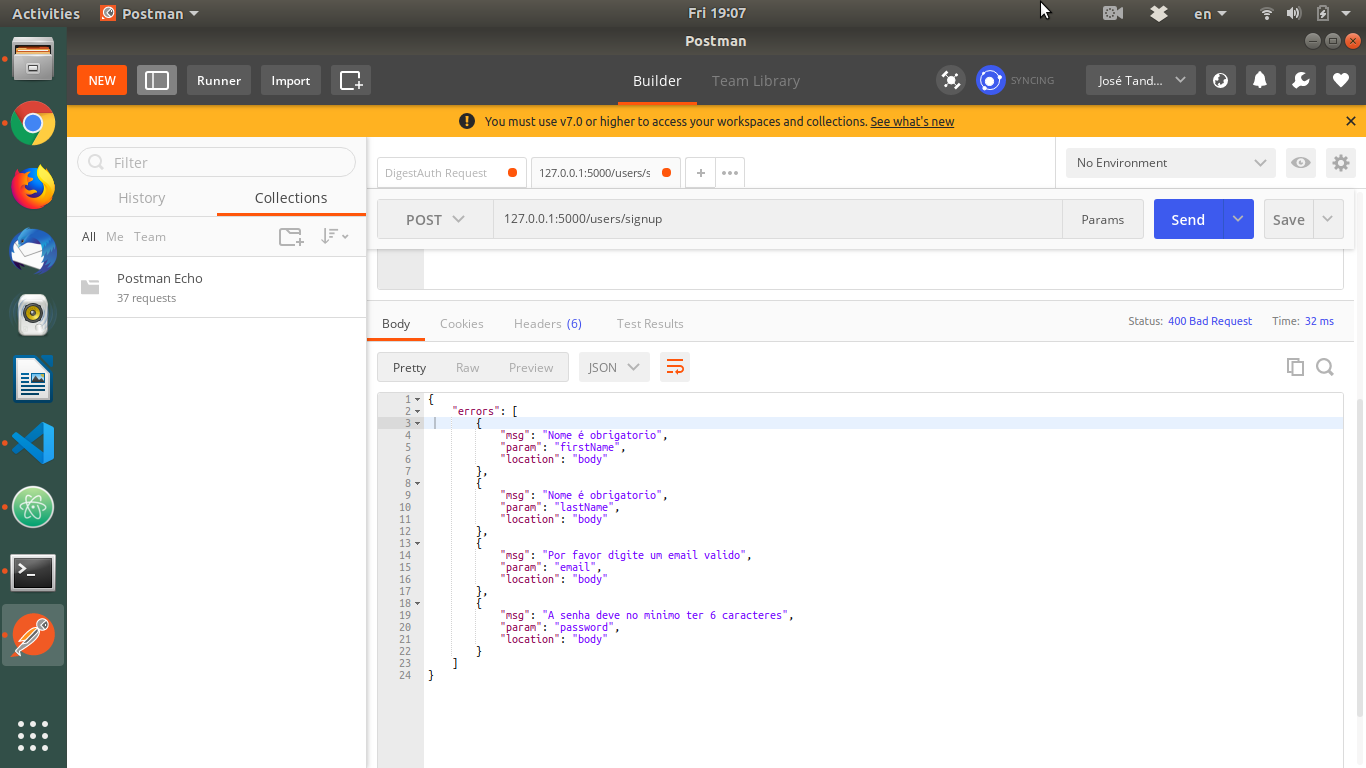 Activities Postman Fri 19:07 en
Postman
NEW Runner Import Builder Team Library SYNCING José Tand...
You must use v7.0 or higher to access your workspaces and collections. See what's new
Filter
History Collections
All Me Team
Postman Echo
37 requests
DigestAuth Request 127.0.0.1:5000/users/s + ••• No Environment
POST 127.0.0.1:5000/users/signup Params Send Save
Body Cookies Headers (6) Test Results Status: 400 Bad Request Time: 32 ms
Pretty Raw Preview JSON
1 {
2 "errors": [
3 {
4 "msg": "Nome é obrigatorio",
5 "param": "firstName",
6 "location": "body"
7 },
8 {
9 "msg": "Nome é obrigatorio",
10 "param": "lastName",
11 "location": "body"
12 },
13 {
14 "msg": "Por favor digite um email valido",
15 "param": "email",
16 "location": "body"
17 },
18 {
19 "msg": "A senha deve no minimo ter 6 caracteres",
20 "param": "password",
21 "location": "body"
22 }
23 ]
24 }